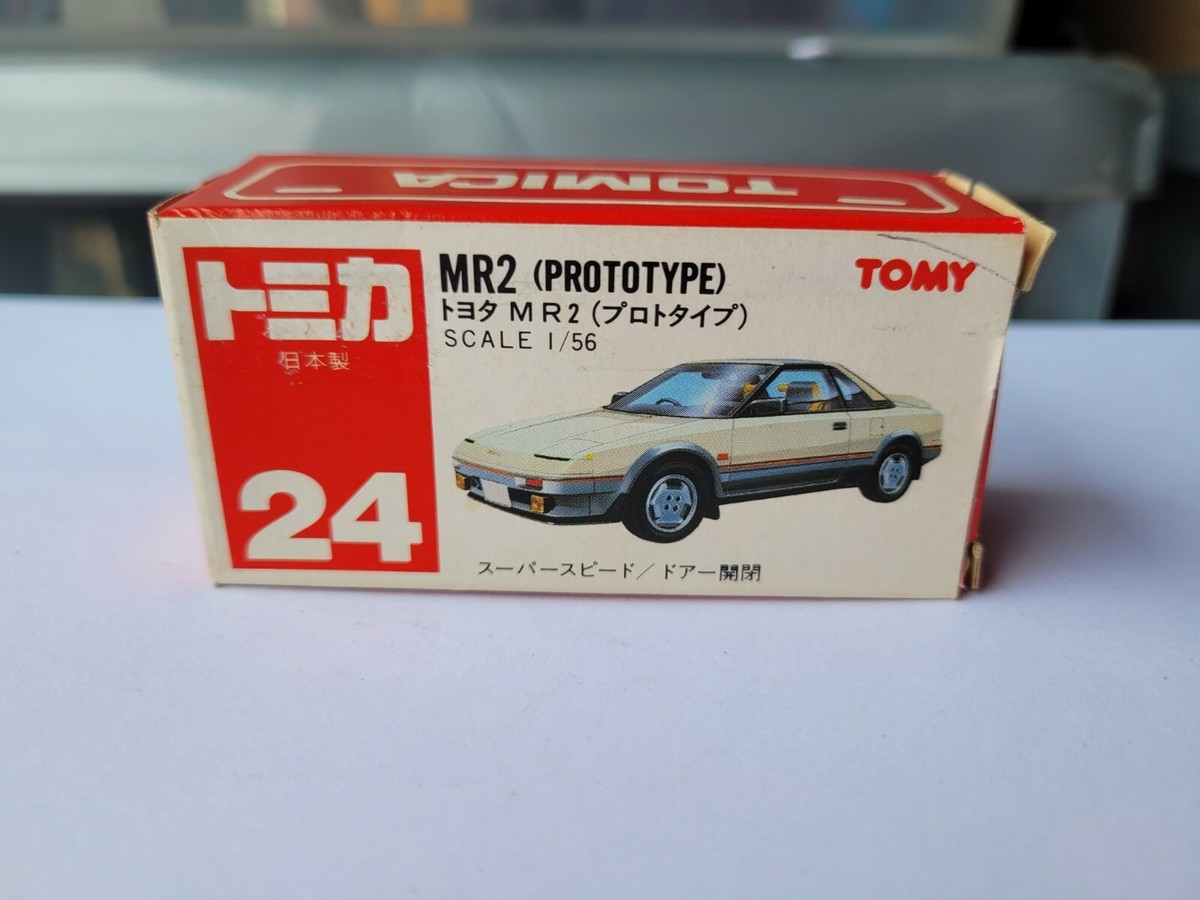 TOMICA
トミカ
日本製
24
MR2 (PROTOTYPE)
トヨタ MR2 (プロトタイプ)
SCALE 1/56
TOMY
スーパースピード/ドアー開閉